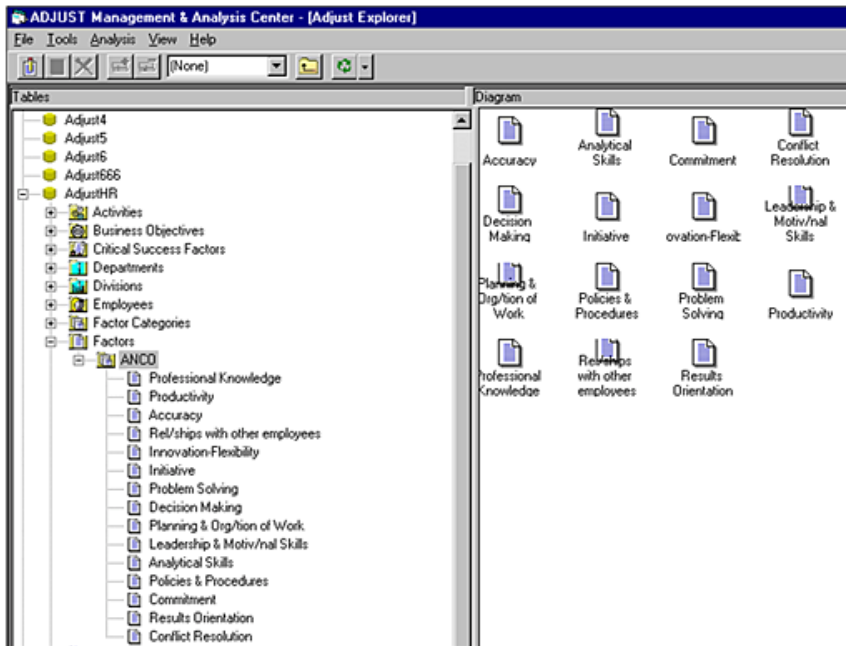 ADJUST Management & Analysis Center - [Adjust Explorer]
File Tools Analysis View Help
(None)
Tables
Adjust4
Adjust5
Adjust6
Adjust666
AdjustHR
Activities
Business Objectives
Critical Success Factors
Departments
Divisions
Employees
Factor Categories
Factors
ANCO
Professional Knowledge
Productivity
Accuracy
Rel/ships with other employees
Innovation-Flexibility
Initiative
Problem Solving
Decision Making
Planning & Org/tion of Work
Leadership & Motiv/nal Skills
Analytical Skills
Policies & Procedures
Commitment
Results Orientation
Conflict Resolution
Diagram
Accuracy
Analytical
Skills
Commitment
Conflict
Resolution
Decision
Making
Initiative
ovation-Flexit
Leadership &
Motiv/nal
Skills
Planning &
Org/tion of
Work
Policies &
Procedures
Problem
Solving
Productivity
Professional
Knowledge
Rel/ships
with other
employees
Results
Orientation